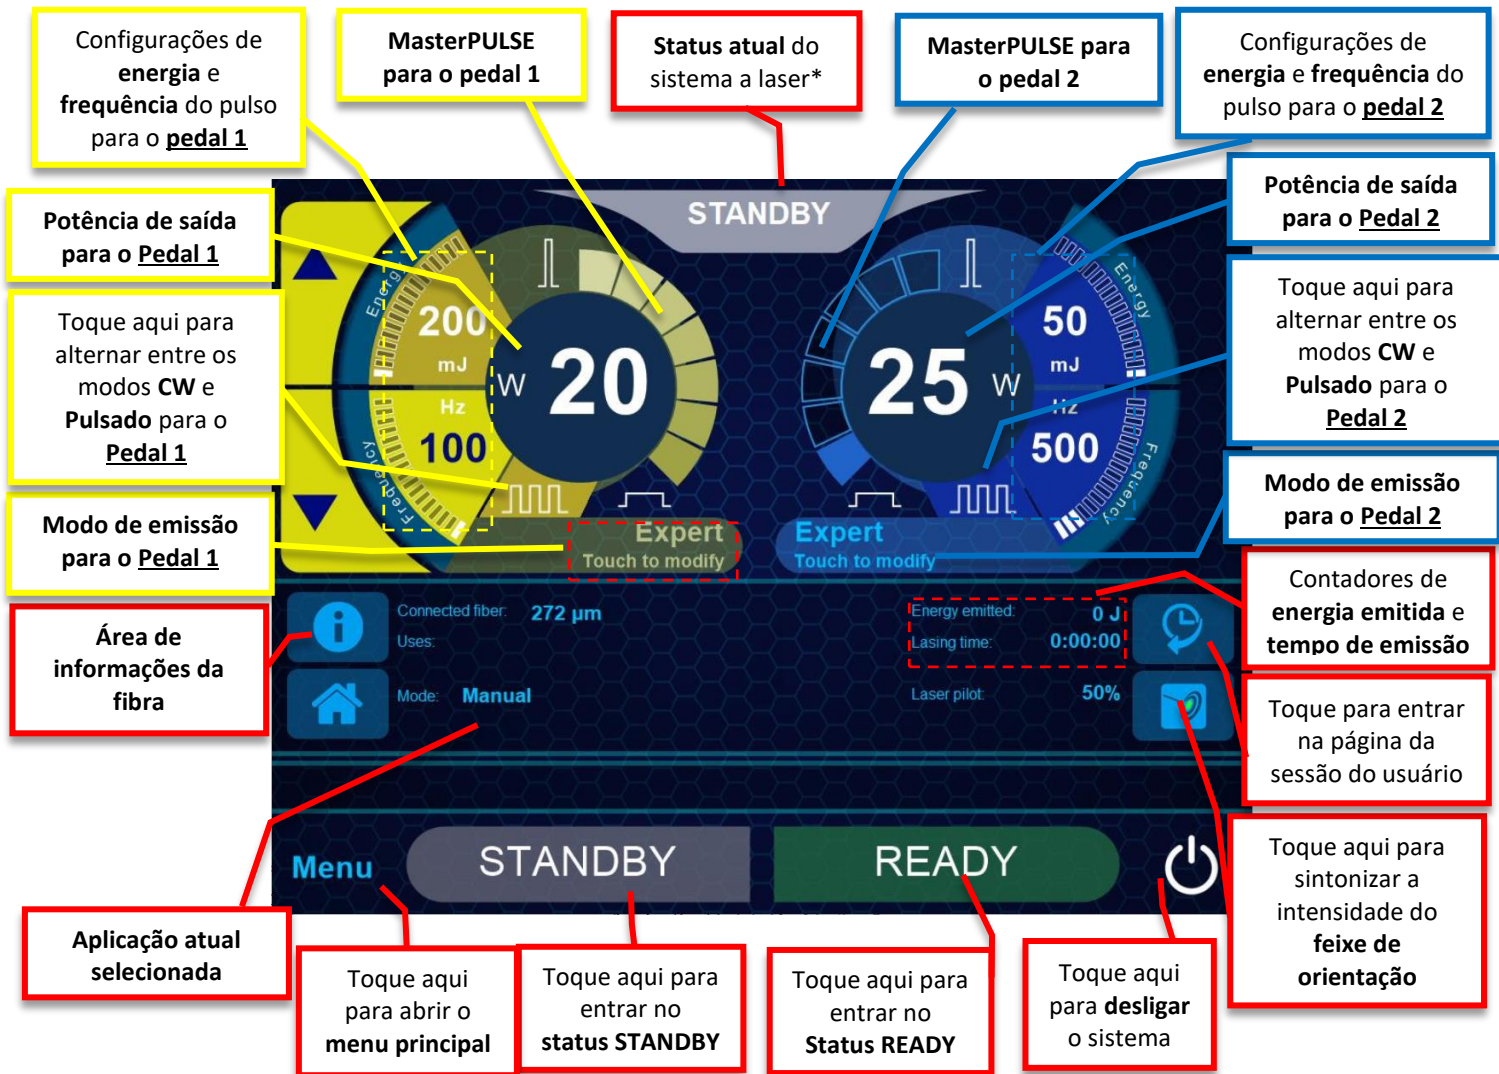 Configurações de
energia e
frequência do pulso
para o pedal 1
MasterPULSE
para o pedal 1
Status atual do
sistema a laser*
MasterPULSE para
o pedal 2
Configurações de
energia e frequência do
pulso para o pedal 2
Potência de saída
para o Pedal 1
Toque aqui para
alternar entre os
modos CW e
Pulsado para o
Pedal 1
Modo de emissão
para o Pedal 1
Área de
informações da
fibra
STANDBY
Energy
200
mJ
Hz
100
Frequency
W 20
Expert
Touch to modify
25 W
Energy
50
mJ
Hz
500
Frequency
Expert
Touch to modify
Potência de saída
para o Pedal 2
Toque aqui para
alternar entre os
modos CW e
Pulsado para o
Pedal 2
Modo de emissão
para o Pedal 2
Contadores de
energia emitida e
tempo de emissão
Connected fiber: 272 µm
Uses:
Mode: Manual
Energy emitted: 0 J
Lasing time: 0:00:00
Laser pilot: 50%
Toque para entrar
na página da
sessão do usuário
Menu
STANDBY
READY
Toque aqui para
sintonizar a
intensidade do
feixe de
orientação
Aplicação atual
selecionada
Toque aqui
para abrir o
menu principal
Toque aqui para
entrar no
status STANDBY
Toque aqui para
entrar no
Status READY
Toque aqui
para desligar
o sistema